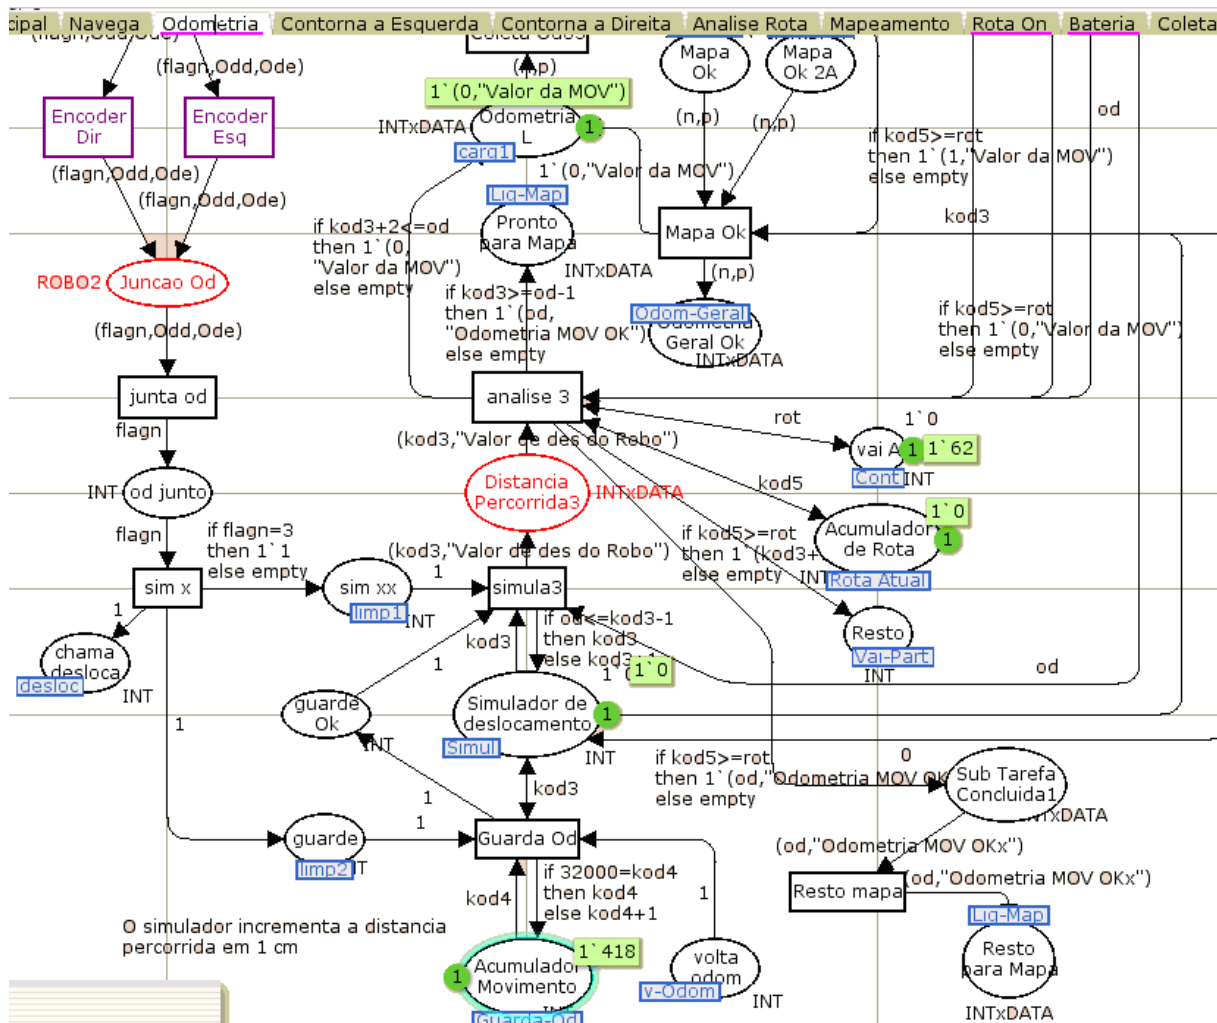 cipal Navega Odometria Contorna a Esquerda Contorna a Direita Analise Rota Mapeamento Rota On Bateria Coleta
(flagn,Odd,Ode)
(flagn,Odd,Ode)
Encoder
Dir
Encoder
Esq
(flagn,Odd,Ode)
(flagn,Odd,Ode)
ROBO2
Juncao Od
(flagn,Odd,Ode)
junta od
flagn
INT
od junto
flagn
if flagn=3
then 1`1
else empty
sim x
1
sim xx
limp1
INT
1
chama
desloca
desloc
INT
1
guarde
Ok
INT
1
1
guarde
limp2
1
O simulador incrementa a distancia
percorrida em 1 cm
(n,p)
1`(0,"Valor da MOV")
INTxDATA
Odometria
L
1
carg1
1`(0,"Valor da MOV")
Lig-Map
Pronto
para Mapa
INTxDATA
if kod3+2<=od
then 1`(0,
"Valor da MOV")
else empty
if kod3>=od-1
then 1`(od,
"Odometria MOV OK")
else empty
analise 3
(kod3,"Valor de des do Robo")
Distancia
Percorrida3
INTxDATA
(kod3,"Valor de des do Robo")
simula3
kod3
if od<=kod3-1
then kod3
else kod3+1
1`0
Simulador de
deslocamento
1
Simul
INT
kod3
Guarda Od
kod4
if 32000=kod4
then kod4
else kod4+1
1`418
1
Acumulador
Movimento
Guarda-Od
1
volta
odom
v-Odom
INT
Mapa
Ok
Mapa
Ok 2A
(n,p)
(n,p)
Mapa Ok
(n,p)
Odom-Geral
Geral Ok
INTxDATA
od
if kod5>=rot
then 1`(1,"Valor da MOV")
else empty
kod3
if kod5>=rot
then 1`(0,"Valor da MOV")
else empty
rot
1`0
vai A
1
1`62
Cont
INT
kod5
1`0
Acumulador
de Rota
1
Rota Atual
if kod5>=rot
then 1`(kod3+
else empty
INT
Resto
Vai-Part
INT
od
if kod5>=rot
then 1`(od,"Odometria MOV OK
else empty
0
Sub Tarefa
Concluida1
INTxDATA
(od,"Odometria MOV OKx")
Resto mapa
(od,"Odometria MOV OKx")
Lig-Map
Resto
para Mapa
INTxDATA